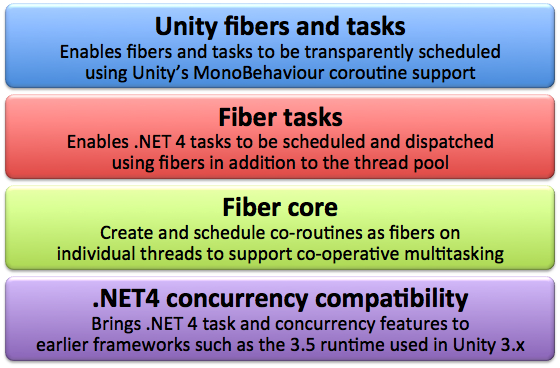 Unity fibers and tasks
Enables fibers and tasks to be transparently scheduled
using Unity's MonoBehaviour coroutine support
Fiber tasks
Enables .NET 4 tasks to be scheduled and dispatched
using fibers in addition to the thread pool
Fiber core
Create and schedule co-routines as fibers on
individual threads to support co-operative multitasking
.NET4 concurrency compatibility
Brings .NET 4 task and concurrency features to
earlier frameworks such as the 3.5 runtime used in Unity 3.x